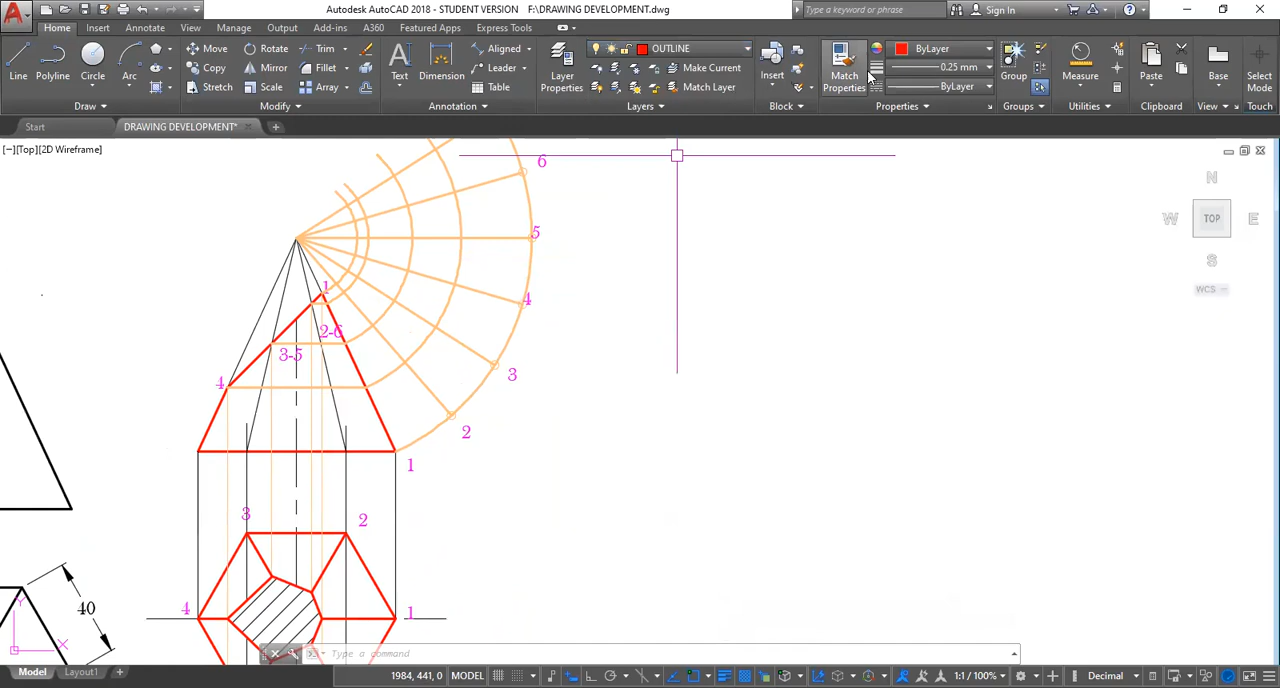 Autodesk AutoCAD 2018 - STUDENT VERSION F:\DRAWING DEVELOPMENT.dwg
Type a keyword or phrase
Sign In
Home Insert Annotate View Manage Output Add-ins A360 Featured Apps Express Tools
Line Polyline Circle Arc
Move Rotate Trim
Copy Mirror Fillet
Stretch Scale Array
Text Dimension
Aligned
Leader
Table
Layer Properties
OUTLINE
Make Current
Match Layer
Insert
Match Properties
ByLayer
0.25 mm
ByLayer
Group
Measure
Paste
Base
Select Mode
Draw Modify Annotation Layers Block Properties Groups Utilities Clipboard View Touch
Start DRAWING DEVELOPMENT*
[−][Top][2D Wireframe]
6
5
4
3
2
1
1
2-6
3-5
4
3
2
4
1
40
Y
X
N
W
TOP
E
S
WCS
Type a command
Model Layout1
1984, 441, 0 MODEL
1:1 / 100%
Decimal